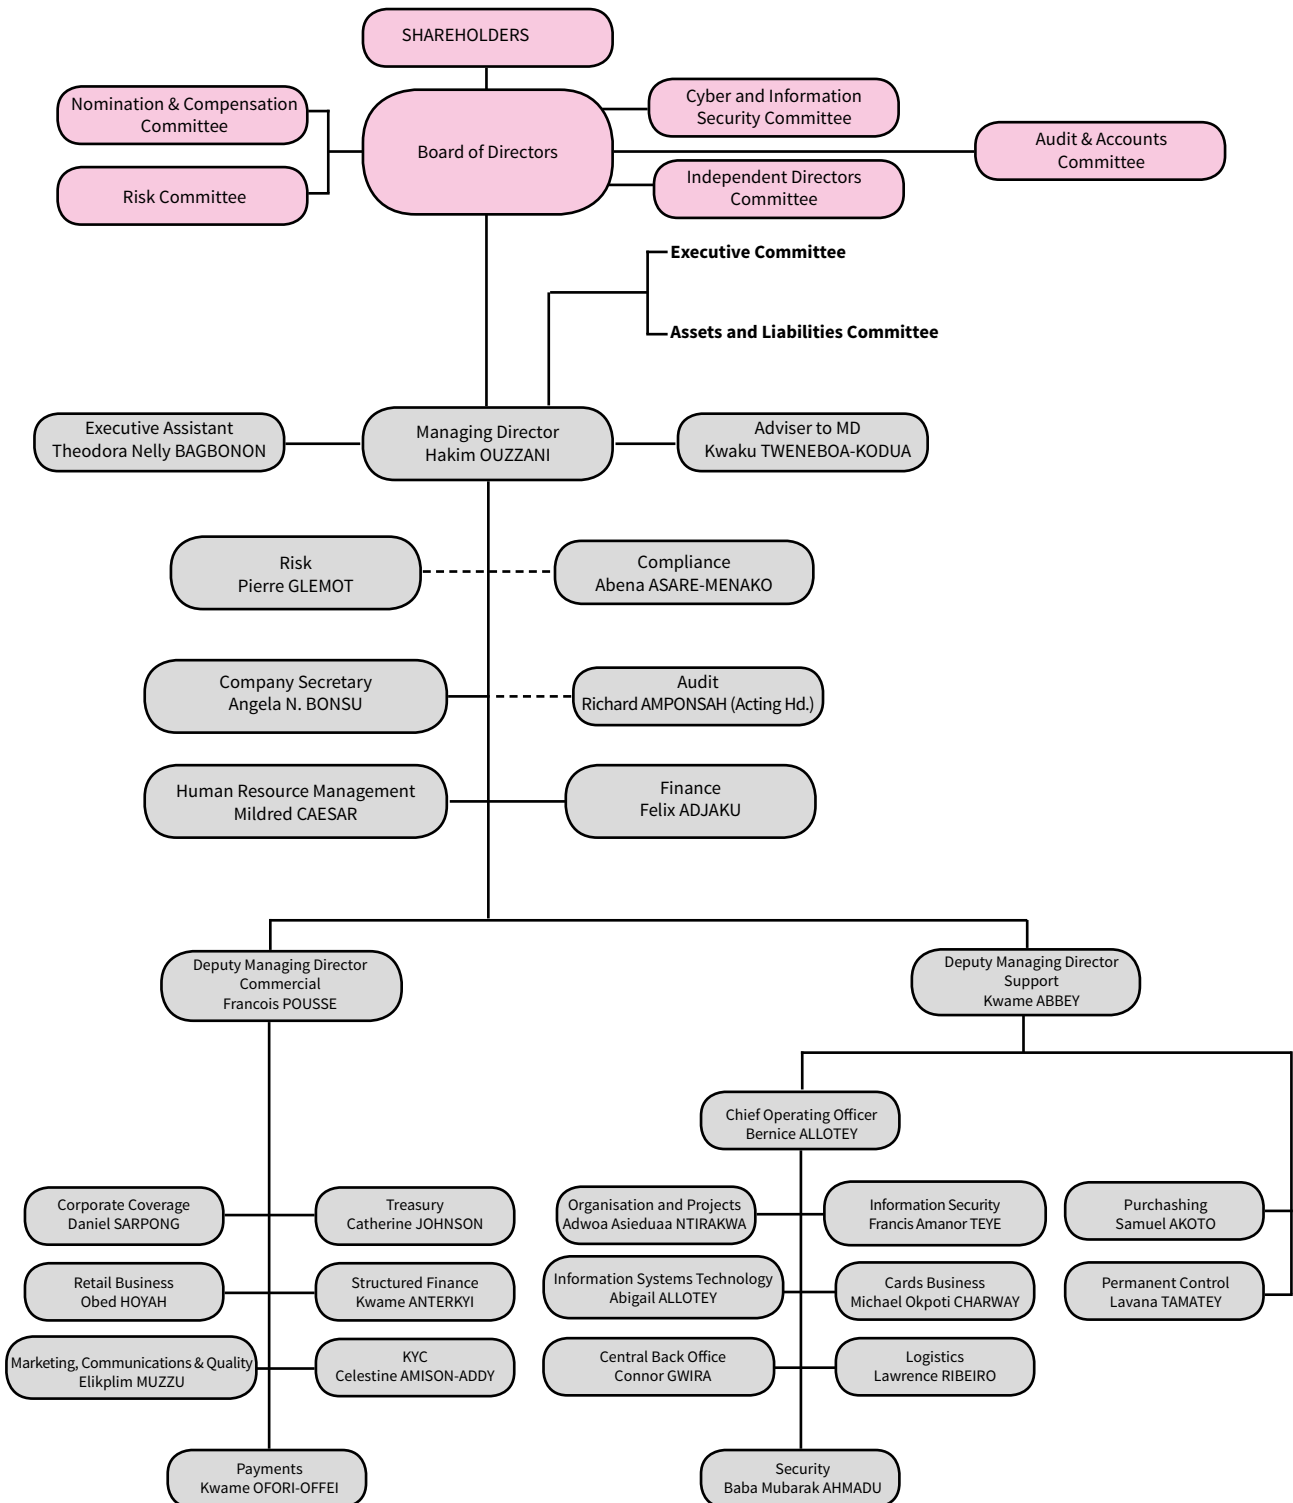 SHAREHOLDERS
Nomination & Compensation
Committee
Cyber and Information
Security Committee
Board of Directors
Audit & Accounts
Committee
Risk Committee
Independent Directors
Committee
Executive Committee
Assets and Liabilities Committee
Executive Assistant
Theodora Nelly BAGBONON
Managing Director
Hakim OUZZANI
Adviser to MD
Kwaku TWENEBOA-KODUA
Risk
Pierre GLEMOT
Compliance
Abena ASARE-MENAKO
Company Secretary
Angela N. BONSU
Audit
Richard AMPONSAH (Acting Hd.)
Human Resource Management
Mildred CAESAR
Finance
Felix ADJAKU
Deputy Managing Director
Commercial
Francois POUSSE
Deputy Managing Director
Support
Kwame ABBEY
Chief Operating Officer
Bernice ALLOTEY
Corporate Coverage
Daniel SARPONG
Treasury
Catherine JOHNSON
Organisation and Projects
Adwoa Asieduaa NTIRAKWA
Information Security
Francis Amanor TEYE
Purchashing
Samuel AKOTO
Retail Business
Obed HOYAH
Structured Finance
Kwame ANTERKYI
Information Systems Technology
Abigail ALLOTEY
Cards Business
Michael Okpoti CHARWAY
Permanent Control
Lavana TAMATEY
Marketing, Communications & Quality
Elikplim MUZZU
KYC
Celestine AMISON-ADDY
Central Back Office
Connor GWIRA
Logistics
Lawrence RIBEIRO
Payments
Kwame OFORI-OFFEI
Security
Baba Mubarak AHMADU